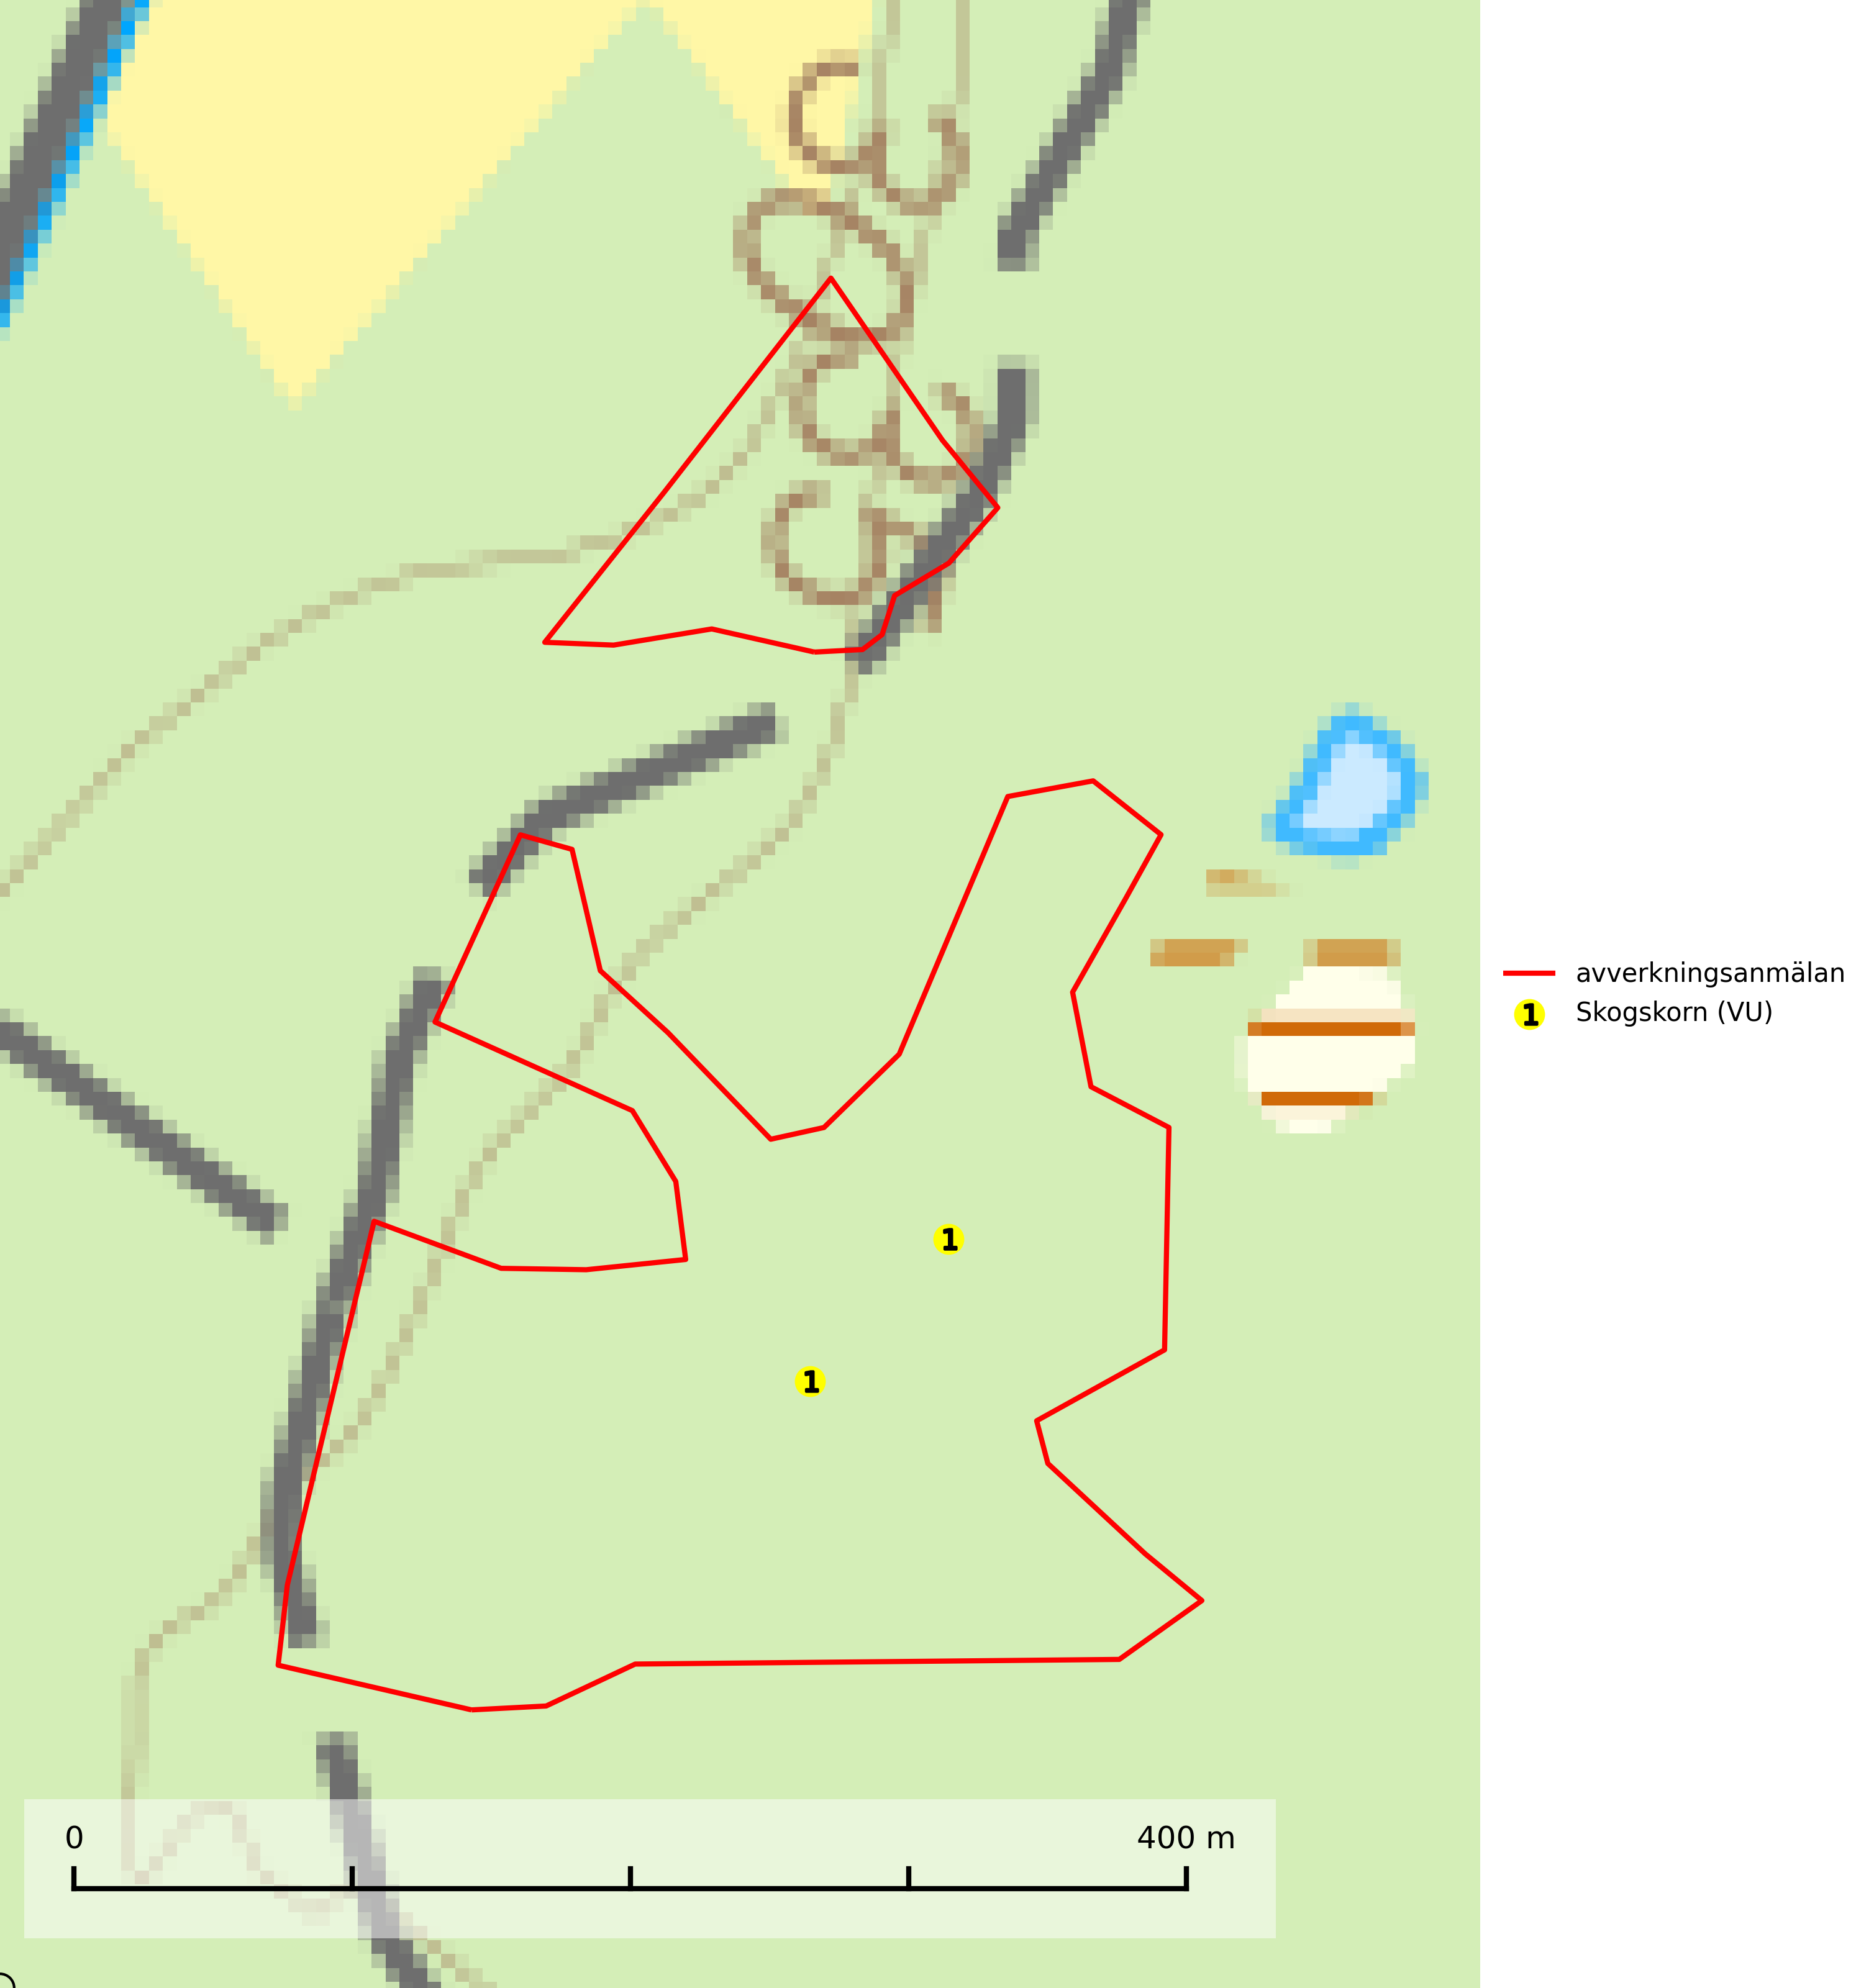 avverkningsanmälan
1 Skogskorn (VU)
1
1
0 400 m